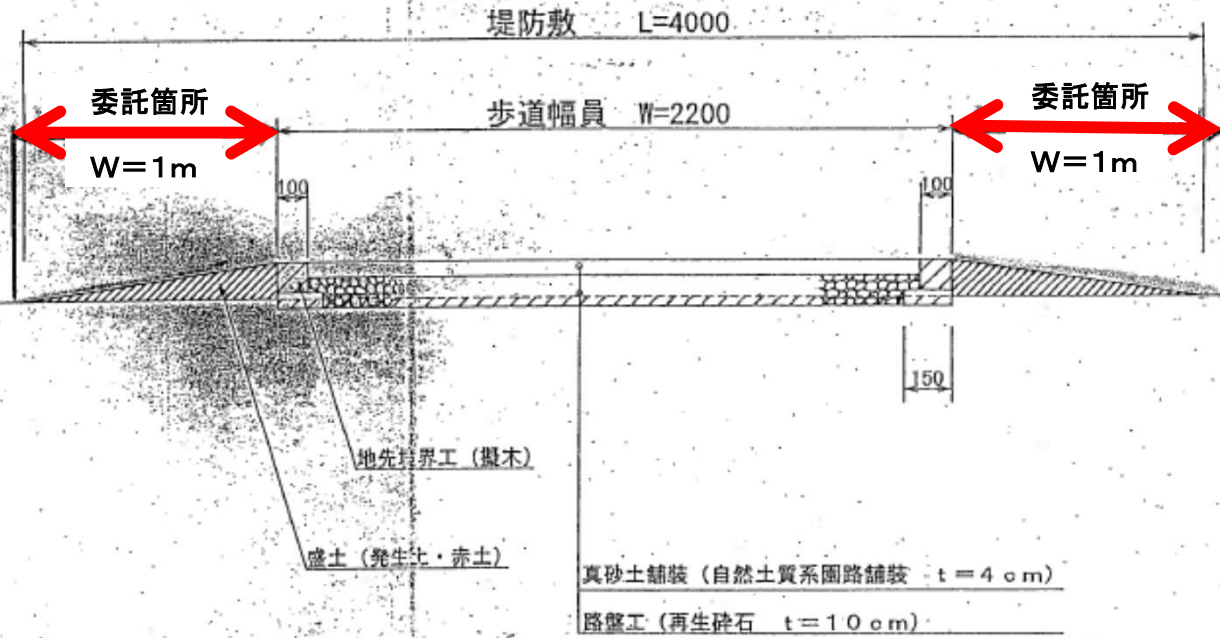 堤防敷 L=4000
委託箇所
歩道幅員 W=2200
委託箇所
W=1m
W=1m
100
100
150
地先境界工（擬木）
盛土（発生土・赤土）
真砂土舗装（自然土質系園路舗装 t=4cm）
路盤工（再生砕石 t=10cm）